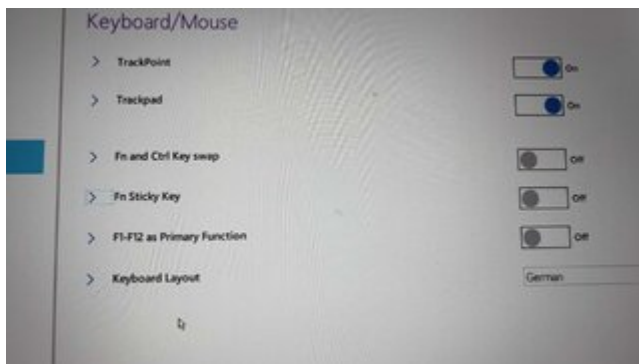 Keyboard/Mouse
TrackPoint On
Trackpad On
Fn and Ctrl Key swap Off
Fn Sticky Key Off
F1-F12 as Primary Function Off
Keyboard Layout German